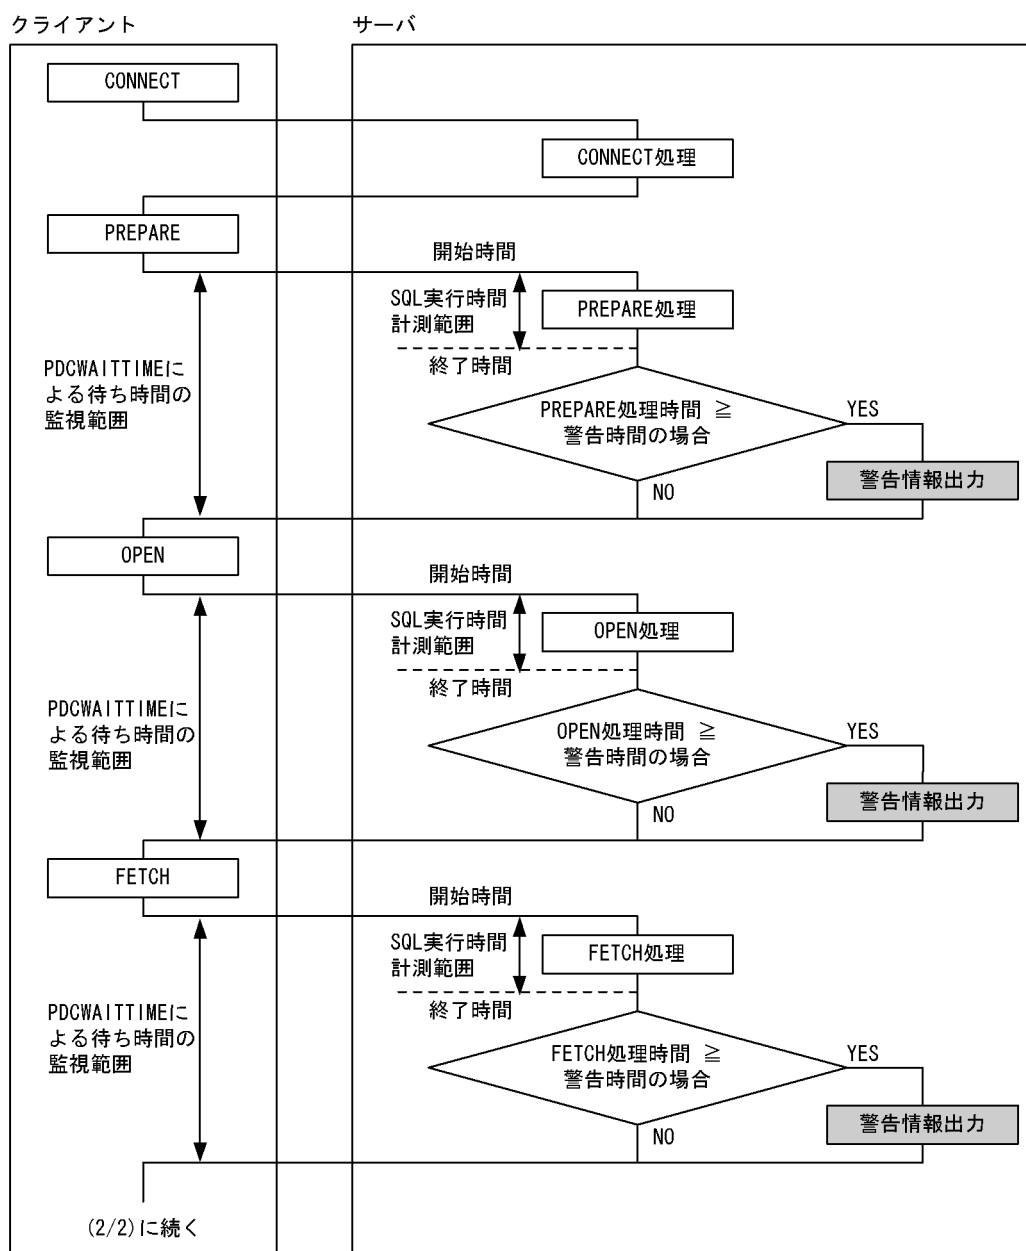 クライアント
サーバ
CONNECT
CONNECT処理
PREPARE
開始時間
SQL実行時間
計測範囲
PREPARE処理
終了時間
PDCWAITTIMEに
よる待ち時間の
監視範囲
PREPARE処理時間 ≧
警告時間の場合
YES
警告情報出力
NO
OPEN
開始時間
SQL実行時間
計測範囲
OPEN処理
終了時間
PDCWAITTIMEに
よる待ち時間の
監視範囲
OPEN処理時間 ≧
警告時間の場合
YES
警告情報出力
NO
FETCH
開始時間
SQL実行時間
計測範囲
FETCH処理
終了時間
PDCWAITTIMEに
よる待ち時間の
監視範囲
FETCH処理時間 ≧
警告時間の場合
YES
警告情報出力
NO
(2/2)に続く